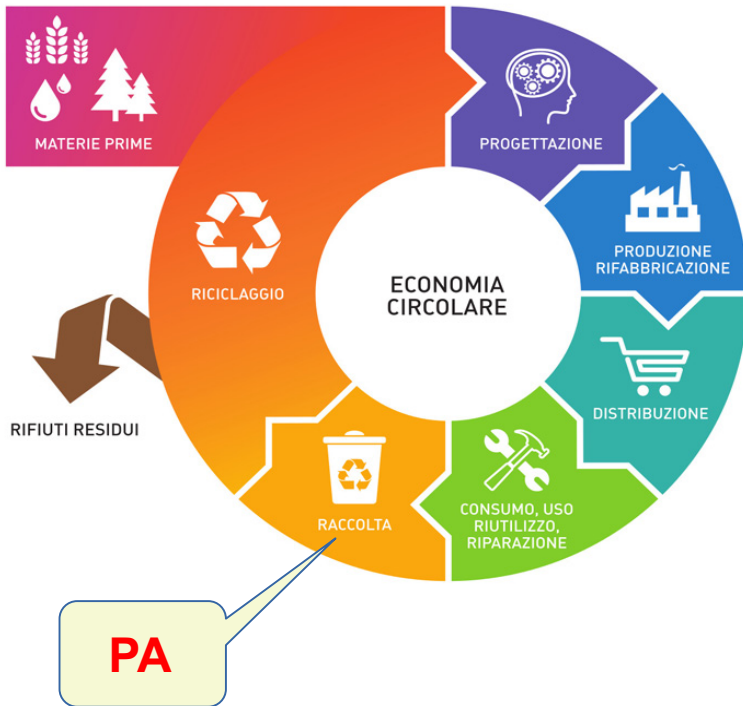 MATERIE PRIME
PROGETTAZIONE
PRODUZIONE
RIFABBRICAZIONE
RICICLAGGIO
ECONOMIA
CIRCOLARE
DISTRIBUZIONE
RIFIUTI RESIDUI
CONSUMO, USO
RIUTILIZZO,
RIPARAZIONE
RACCOLTA
PA